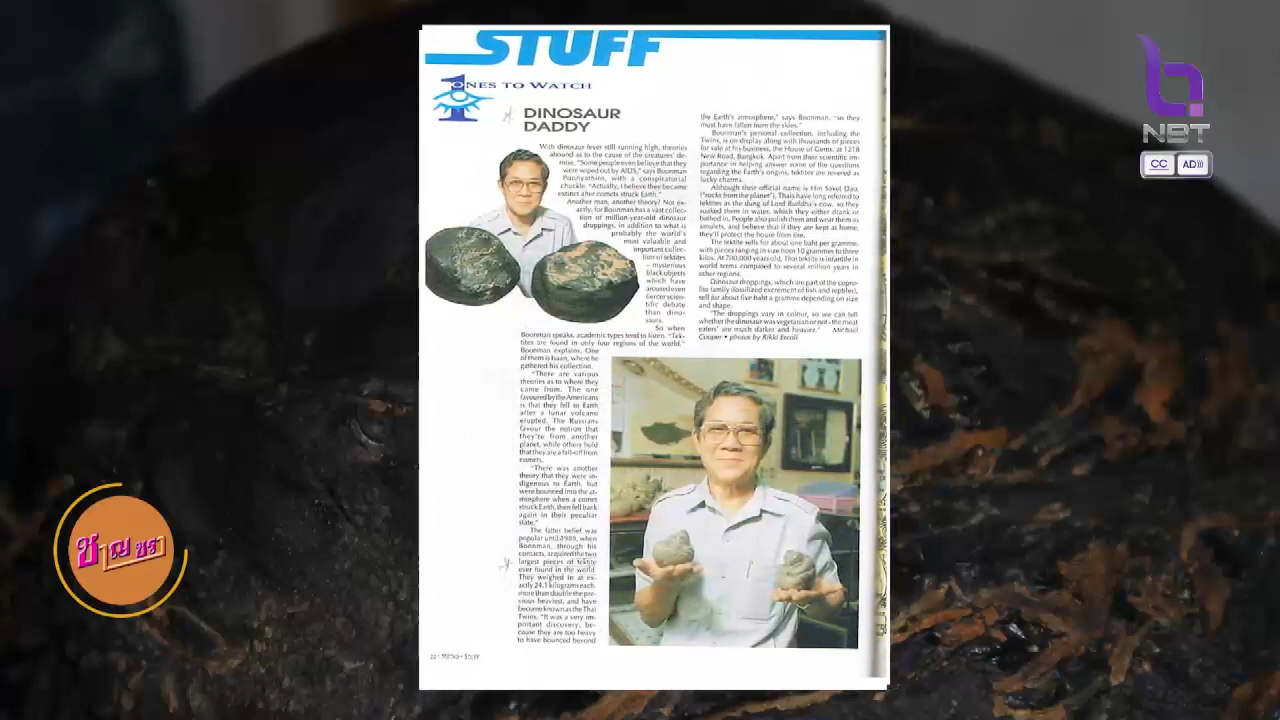 STUFF
1
ONES TO WATCH
DINOSAUR
DADDY
With dinosaur fever still running high, theories
abound as to the cause of the creatures' de-
mise. "Some people even believe that they
were wiped out by AIDS," says Boonman
Poonyathiro, with a conspiratorial
chuckle. "Actually, I believe they became
extinct after comets struck Earth."
Another man, another theory? Not ex-
actly, for Boonman has a vast collec-
tion of million-year-old dinosaur
droppings, in addition to what is
probably the world's
most valuable and
important collec-
tion of tektites
- mysterious
black objects
which have
aroused even
fiercer scien-
tific debate
than dino-
saurs.
So when
Boonman speaks, academic types tend to listen. "Tek-
tites are found in only four regions of the world,"
Boonman explains. One
of them is Isaan, where he
gathered his collection.
"There are various
theories as to where they
came from. The one
favoured by the Americans
is that they fell to Earth
after a lunar volcano
erupted. The Russians
favour the notion that
they're from another
planet, while others hold
that they are a fall-off from
comets.
"There was another
theory that they were in-
digenous to Earth, but
were bounced into the at-
mosphere when a comet
struck Earth, then fell back
again in their peculiar
state."
The latter belief was
popular until 1989, when
Boonman, through his
contacts, acquired the two
largest pieces of tektite
ever found in the world.
They weighed in at ex-
actly 24.1 kilograms each,
more than double the pre-
vious heaviest, and have
become known as the Thai
Twins. "It was a very im-
portant discovery, be-
cause they are too heavy
to have bounced beyond
the Earth's atmosphere," says Boonman, "so they
must have fallen from the skies."
Boonman's personal collection, including the
Twins, is on display along with thousands of pieces
for sale at his business, the House of Gems, at 1218
New Road, Bangkok. Apart from their scientific im-
portance in helping answer some of the questions
regarding the Earth's origins, tektites are revered as
lucky charms.
Although their official name is Hin Saket Dao,
("rocks from the planet"), Thais have long referred to
tektites as the dung of Lord Buddha's cow, so they
soaked them in water, which they either drank or
bathed in. People also polish them and wear them as
amulets, and believe that if they are kept at home,
they'll protect the house from fire.
The tektite sells for about one baht per gramme,
with pieces ranging in size from 10 grammes to three
kilos. At 700,000 years old, Thai tektite is infantile in
world terms compared to several million years in
other regions.
Dinosaur droppings, which are part of the copro-
lite family (fossilized excrement of fish and reptiles),
sell for about five baht a gramme depending on size
and shape.
"The droppings vary in colour, so we can tell
whether the dinosaur was vegetarian or not - the meat
eaters' are much darker and heavier." Michael
Cooper • photos by Rikki Ercoli
22 • METRO • STUFF
NBT
CC
AD
ชาญชรา